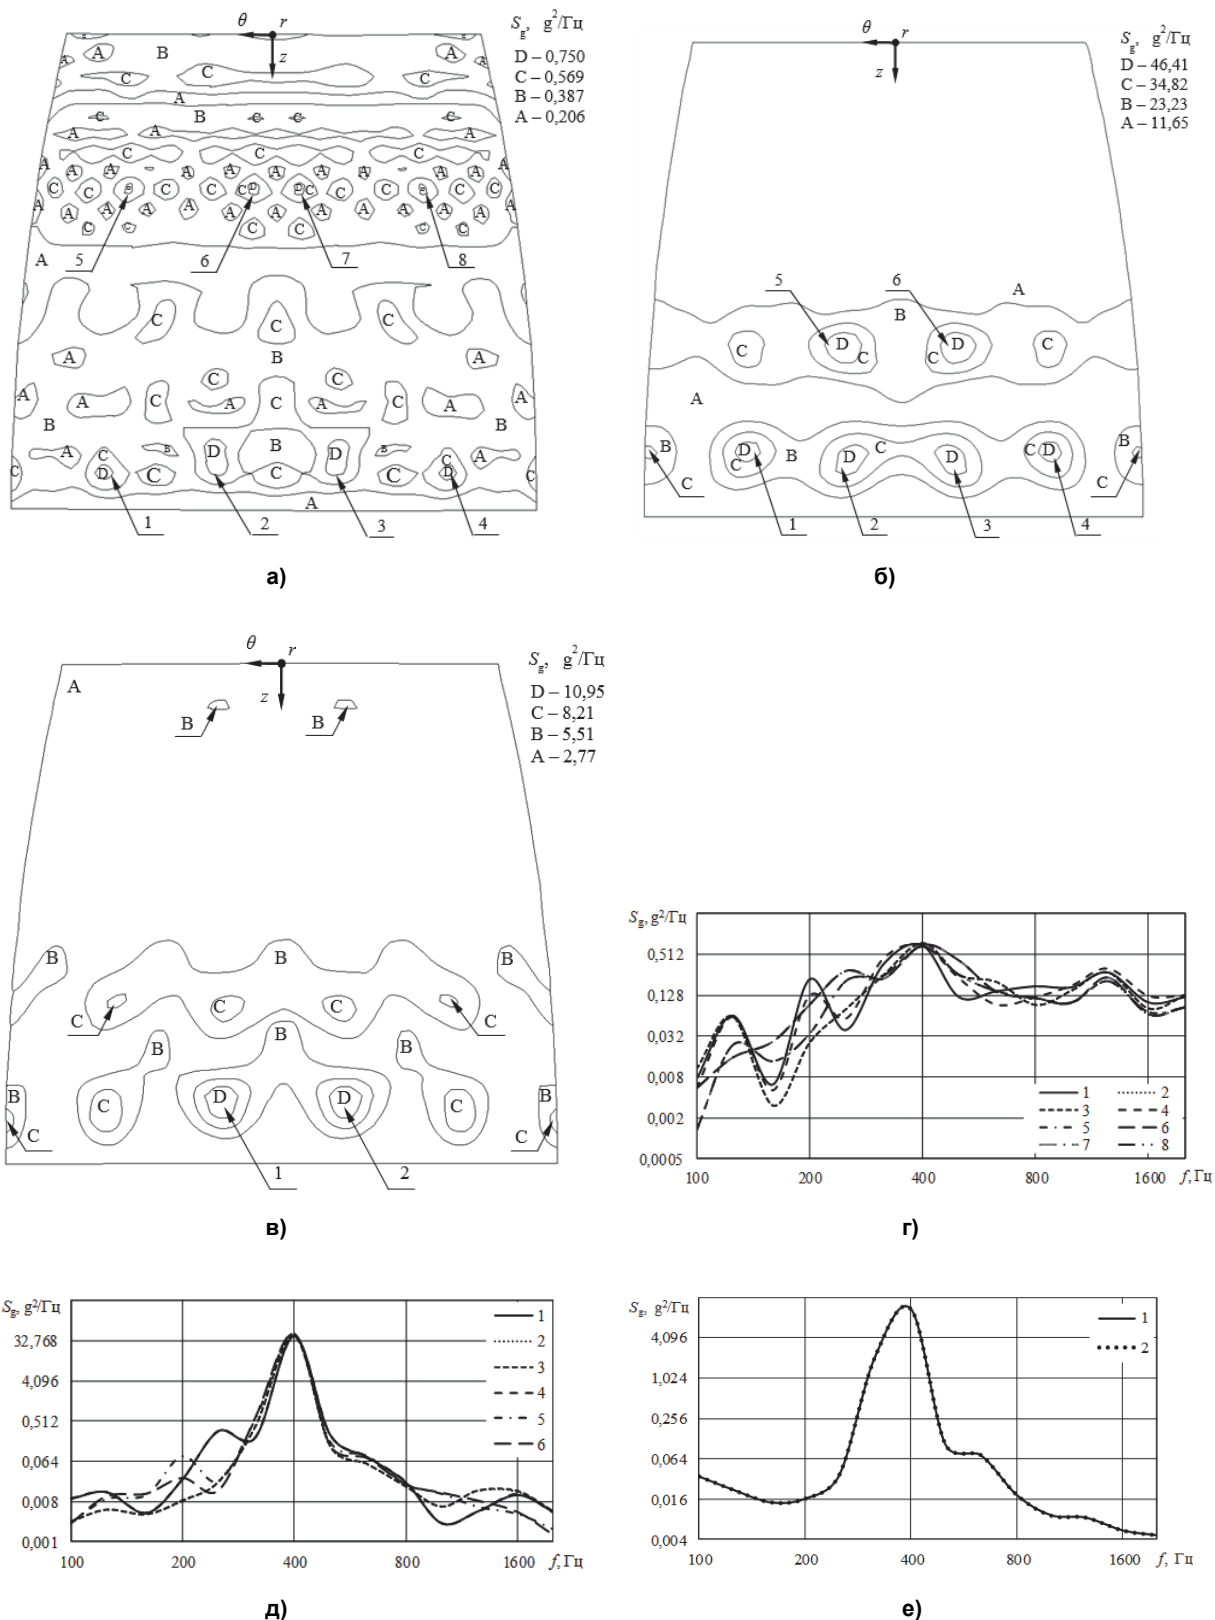 θ r
z
S_g, g²/Гц
D – 0,750
C – 0,569
B – 0,387
A – 0,206
A B A
C C C
A
C B C C C
A A A
C C C
A A A A A A A A
C C C C C D D C C C C C C
A A A A A A A A A
C C C C C C
A
5 6 7 8
C C C
A B A
C C
A A C A C A C A A
B B
A C D B D C A
C D C C C D C
A
1 2 3 4
а)
θ r
z
S_g, g²/Гц
D – 46,41
C – 34,82
B – 23,23
A – 11,65
5 6
A
B
C D C C D C
A
B D C D B
C B D D C
C C
1 2 3 4
б)
θ r
z
S_g, g²/Гц
D – 10,95
C – 8,21
B – 5,51
A – 2,77
A
B B
B B B
C C C C
B B B
B C D D C B
C C
1 2
в)
S_g, g²/Гц
0,512
0,128
0,032
0,008
0,002
0,0005
100 200 400 800 1600 f, Гц
1 2
3 4
5 6
7 8
г)
S_g, g²/Гц
32,768
4,096
0,512
0,064
0,008
0,001
100 200 400 800 1600 f, Гц
1
2
3
4
5
6
д)
S_g, g²/Гц
4,096
1,024
0,256
0,064
0,016
0,004
100 200 400 800 1600 f, Гц
1
2
е)